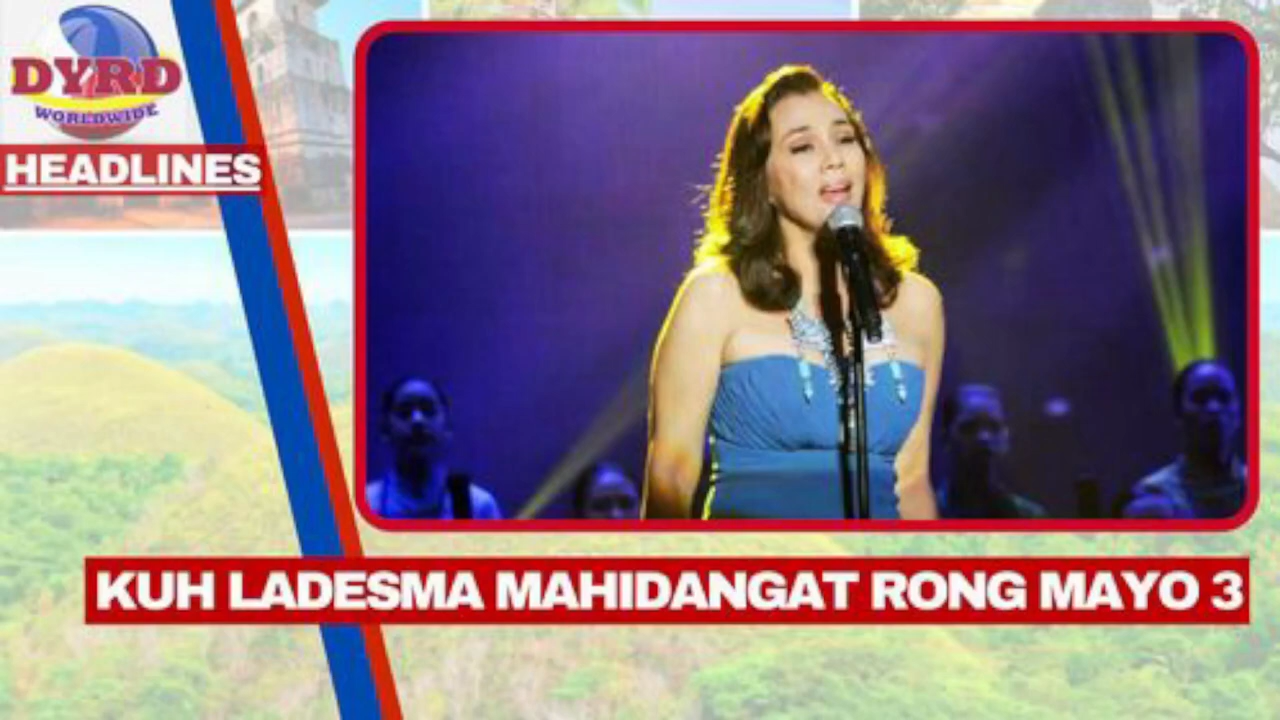 DYRD
WORLDWIDE
HEADLINES
KUH LADESMA MAHIDANGAT RONG MAYO 3